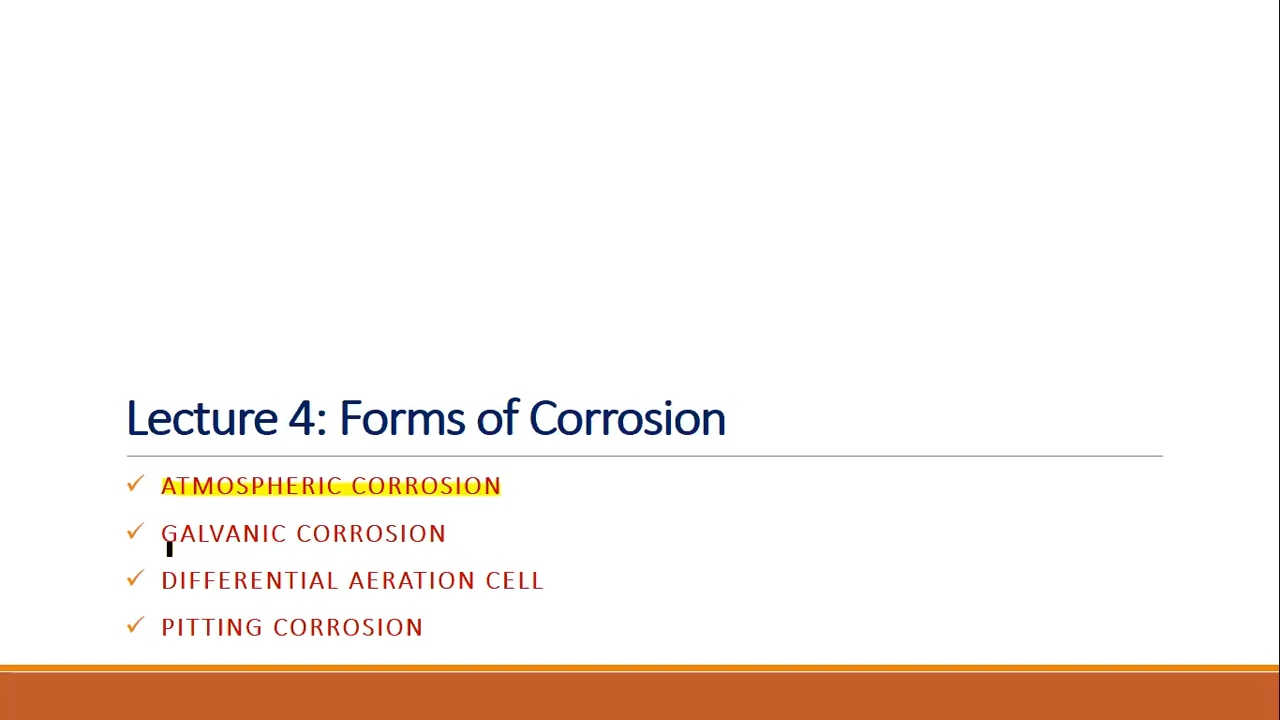 Lecture 4: Forms of Corrosion
✓ ATMOSPHERIC CORROSION
✓ GALVANIC CORROSION
✓ DIFFERENTIAL AERATION CELL
✓ PITTING CORROSION